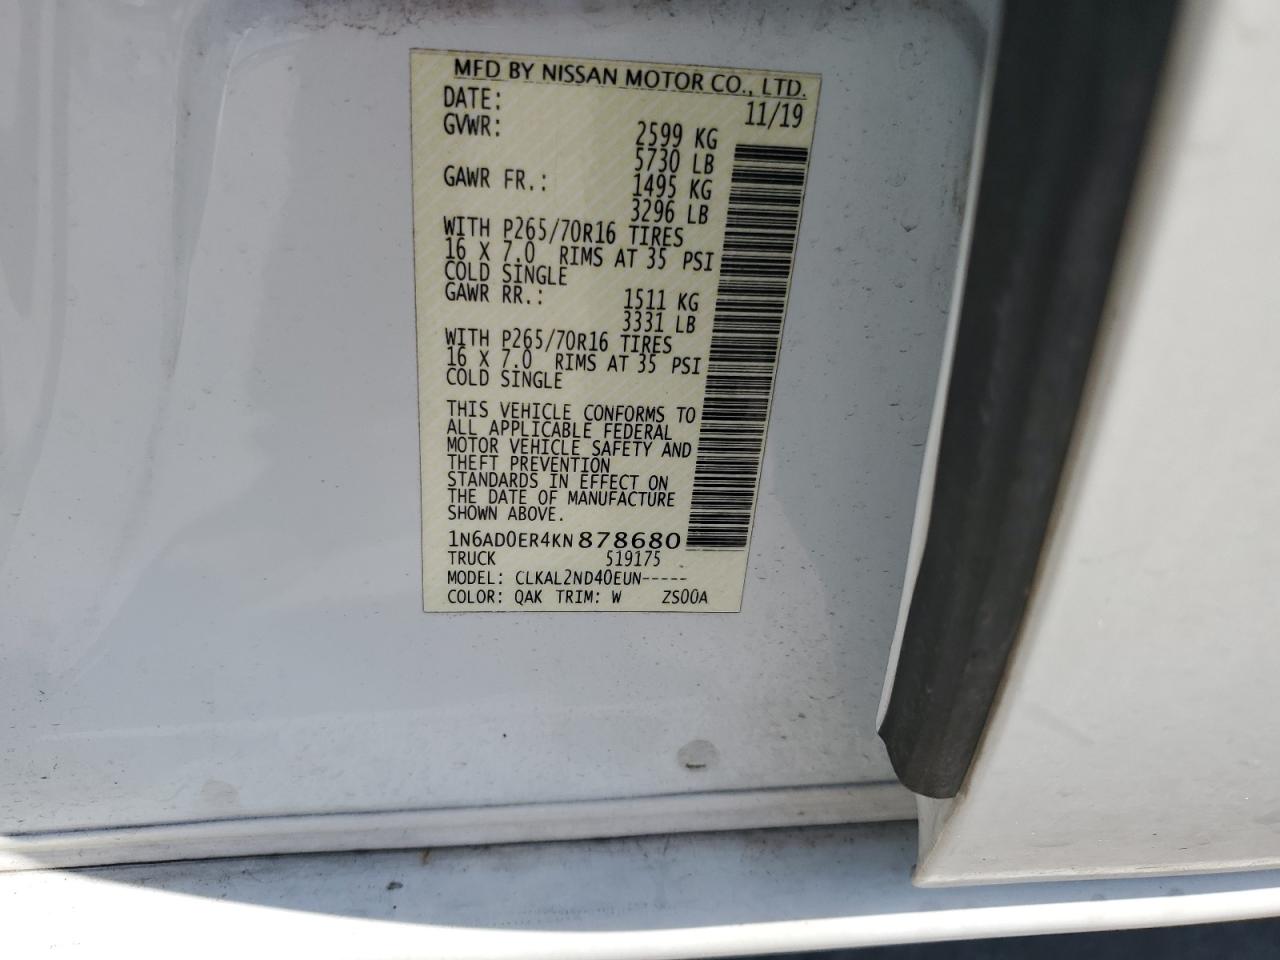 MFD BY NISSAN MOTOR CO., LTD.
DATE: 11/19
GVWR: 2599 KG
5730 LB
GAWR FR.: 1495 KG
3296 LB
WITH P265/70R16 TIRES
16 X 7.0 RIMS AT 35 PSI
COLD SINGLE
GAWR RR.: 1511 KG
3331 LB
WITH P265/70R16 TIRES
16 X 7.0 RIMS AT 35 PSI
COLD SINGLE
THIS VEHICLE CONFORMS TO
ALL APPLICABLE FEDERAL
MOTOR VEHICLE SAFETY AND
THEFT PREVENTION
STANDARDS IN EFFECT ON
THE DATE OF MANUFACTURE
SHOWN ABOVE.
1N6AD0ER4KN878680
TRUCK 519175
MODEL: CLKAL2ND40EUN-----
COLOR: QAK TRIM: W ZS00A